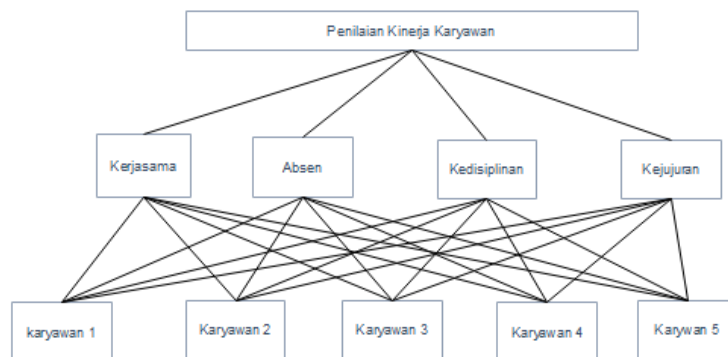 Penilaian Kinerja Karyawan
Kerjasama
Absen
Kedisiplinan
Kejujuran
karyawan 1
Karyawan 2
Karyawan 3
Karyawan 4
Karywan 5